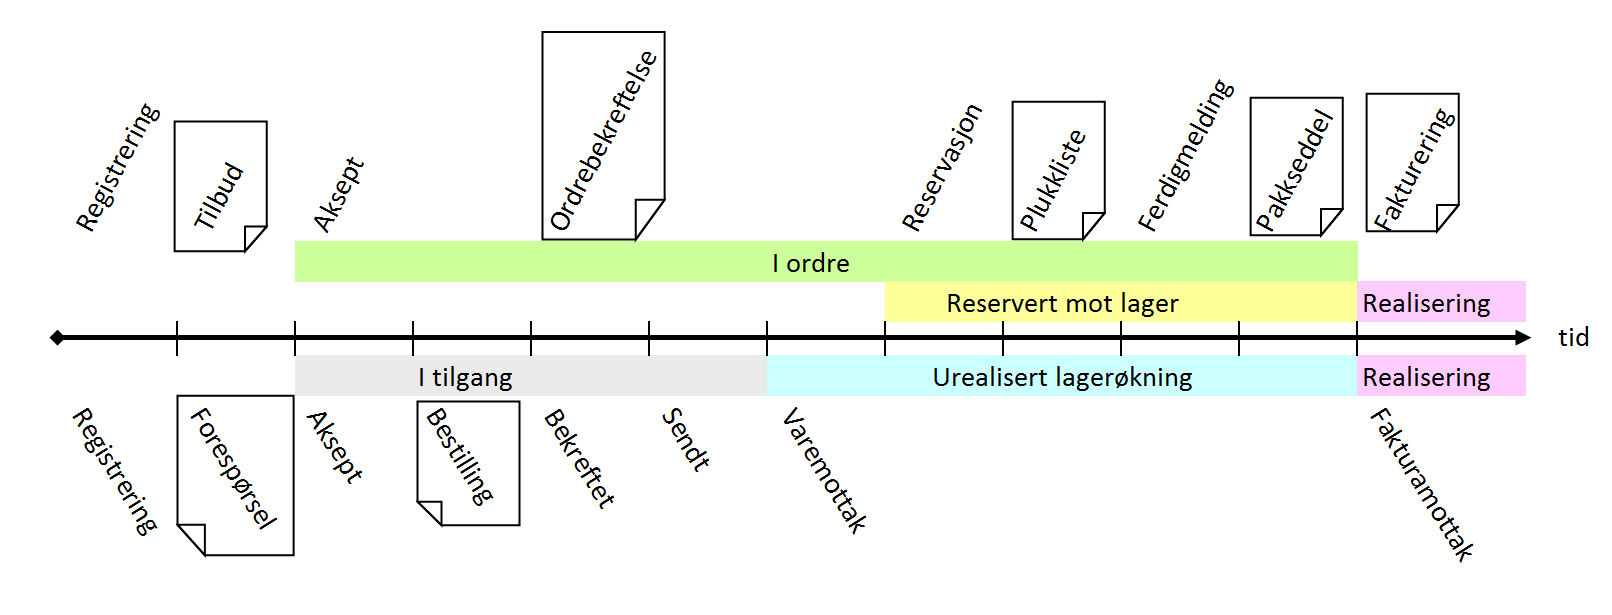 Registrering
Tilbud
Aksept
Ordrebekreftelse
Reservasjon
Plukkliste
Ferdigmelding
Pakkseddel
Fakturering
I ordre
Reservert mot lager
Realisering
tid
I tilgang
Urealisert lagerøkning
Realisering
Registrering
Forespørsel
Aksept
Bestilling
Bekreftet
Sendt
Varemottak
Fakturamottak